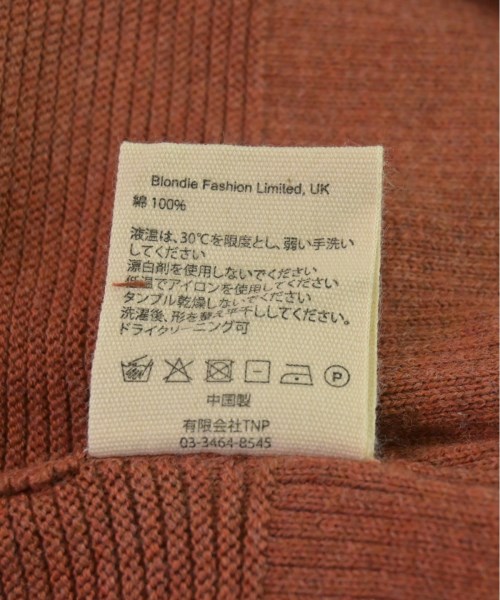 Blondie Fashion Limited, UK
綿 100%
液温は、30℃を限度とし、弱い手洗い
してください
漂白剤を使用しないでください
低温でアイロンを使用してください
タンブル乾燥しないでください
洗濯後、形を整え平干ししてください。
ドライクリーニング可
P
中国製
有限会社TNP
03-3464-8545